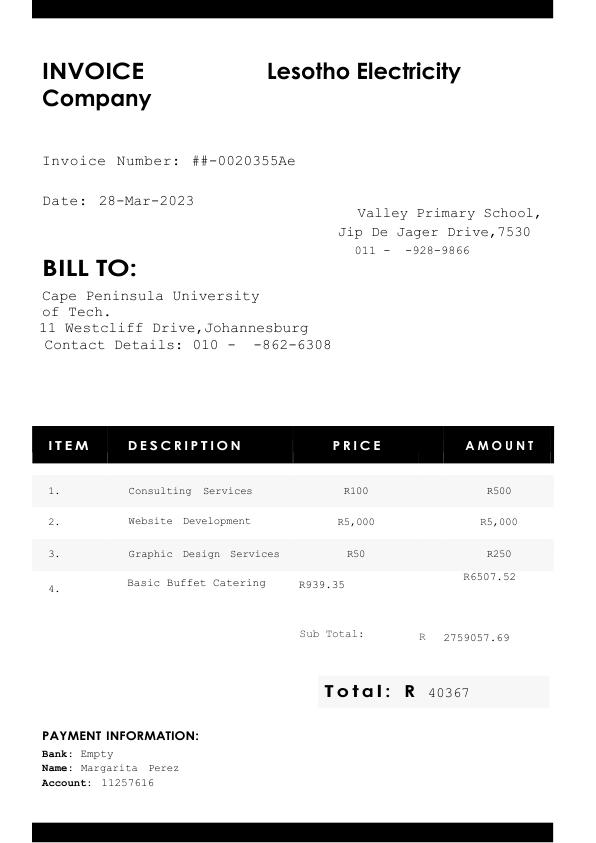 INVOICE Lesotho Electricity
Company
Invoice Number: ##-0020355Ae
Date: 28-Mar-2023
Valley Primary School,
Jip De Jager Drive,7530
011 - -928-9866
BILL TO:
Cape Peninsula University
of Tech.
11 Westcliff Drive,Johannesburg
Contact Details: 010 - -862-6308
ITEM DESCRIPTION PRICE AMOUNT
1. Consulting Services R100 R500
2. Website Development R5,000 R5,000
3. Graphic Design Services R50 R250
4. Basic Buffet Catering R939.35 R6507.52
Sub Total: R 2759057.69
Total: R 40367
PAYMENT INFORMATION:
Bank: Empty
Name: Margarita Perez
Account: 11257616